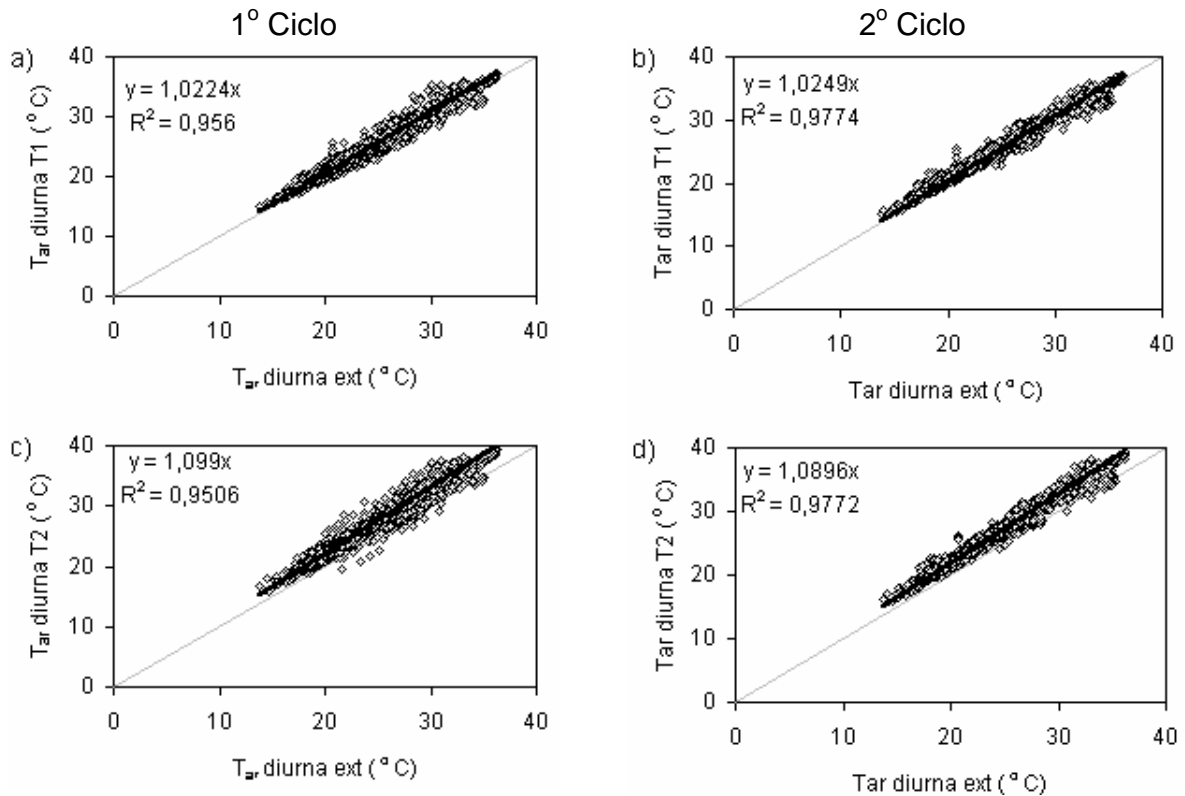 1º Ciclo
2º Ciclo
a)
y = 1,0224x
R² = 0,956
Tar diurna T1 (°C)
40
30
20
10
0
0 10 20 30 40
Tar diurna ext (ºC)
b)
y = 1,0249x
R² = 0,9774
Tar diurna T1 (°C)
40
30
20
10
0
0 10 20 30 40
Tar diurna ext (ºC)
c)
y = 1,099x
R² = 0,9506
Tar diurna T2 (°C)
40
30
20
10
0
0 10 20 30 40
Tar diurna ext (ºC)
d)
y = 1,0896x
R² = 0,9772
Tar diurna T2 (°C)
40
30
20
10
0
0 10 20 30 40
Tar diurna ext (ºC)